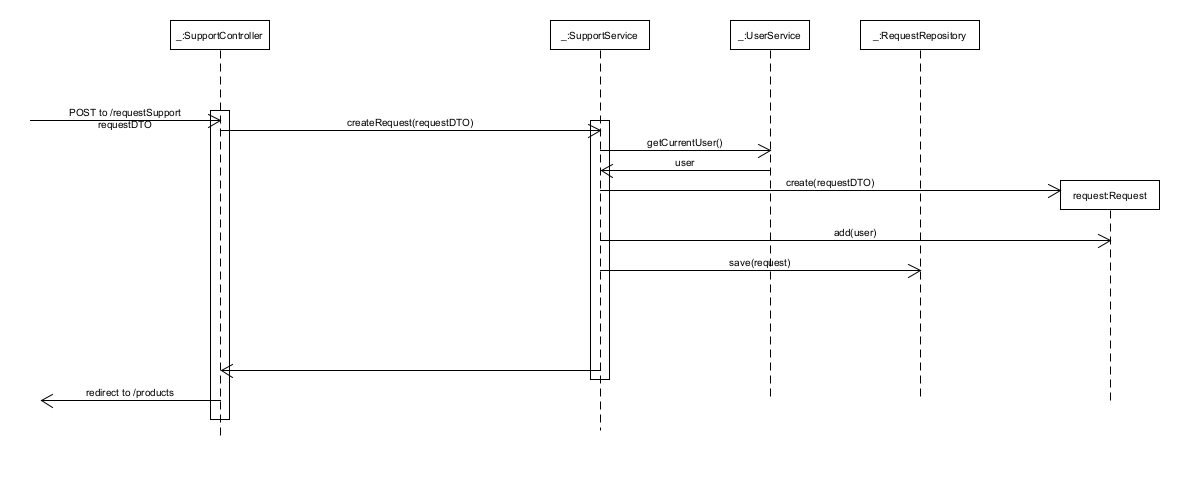 _:SupportController
_:SupportService
_:UserService
_:RequestRepository
POST to /requestSupport
requestDTO
createRequest(requestDTO)
getCurrentUser()
user
create(requestDTO)
request:Request
add(user)
save(request)
redirect to /products